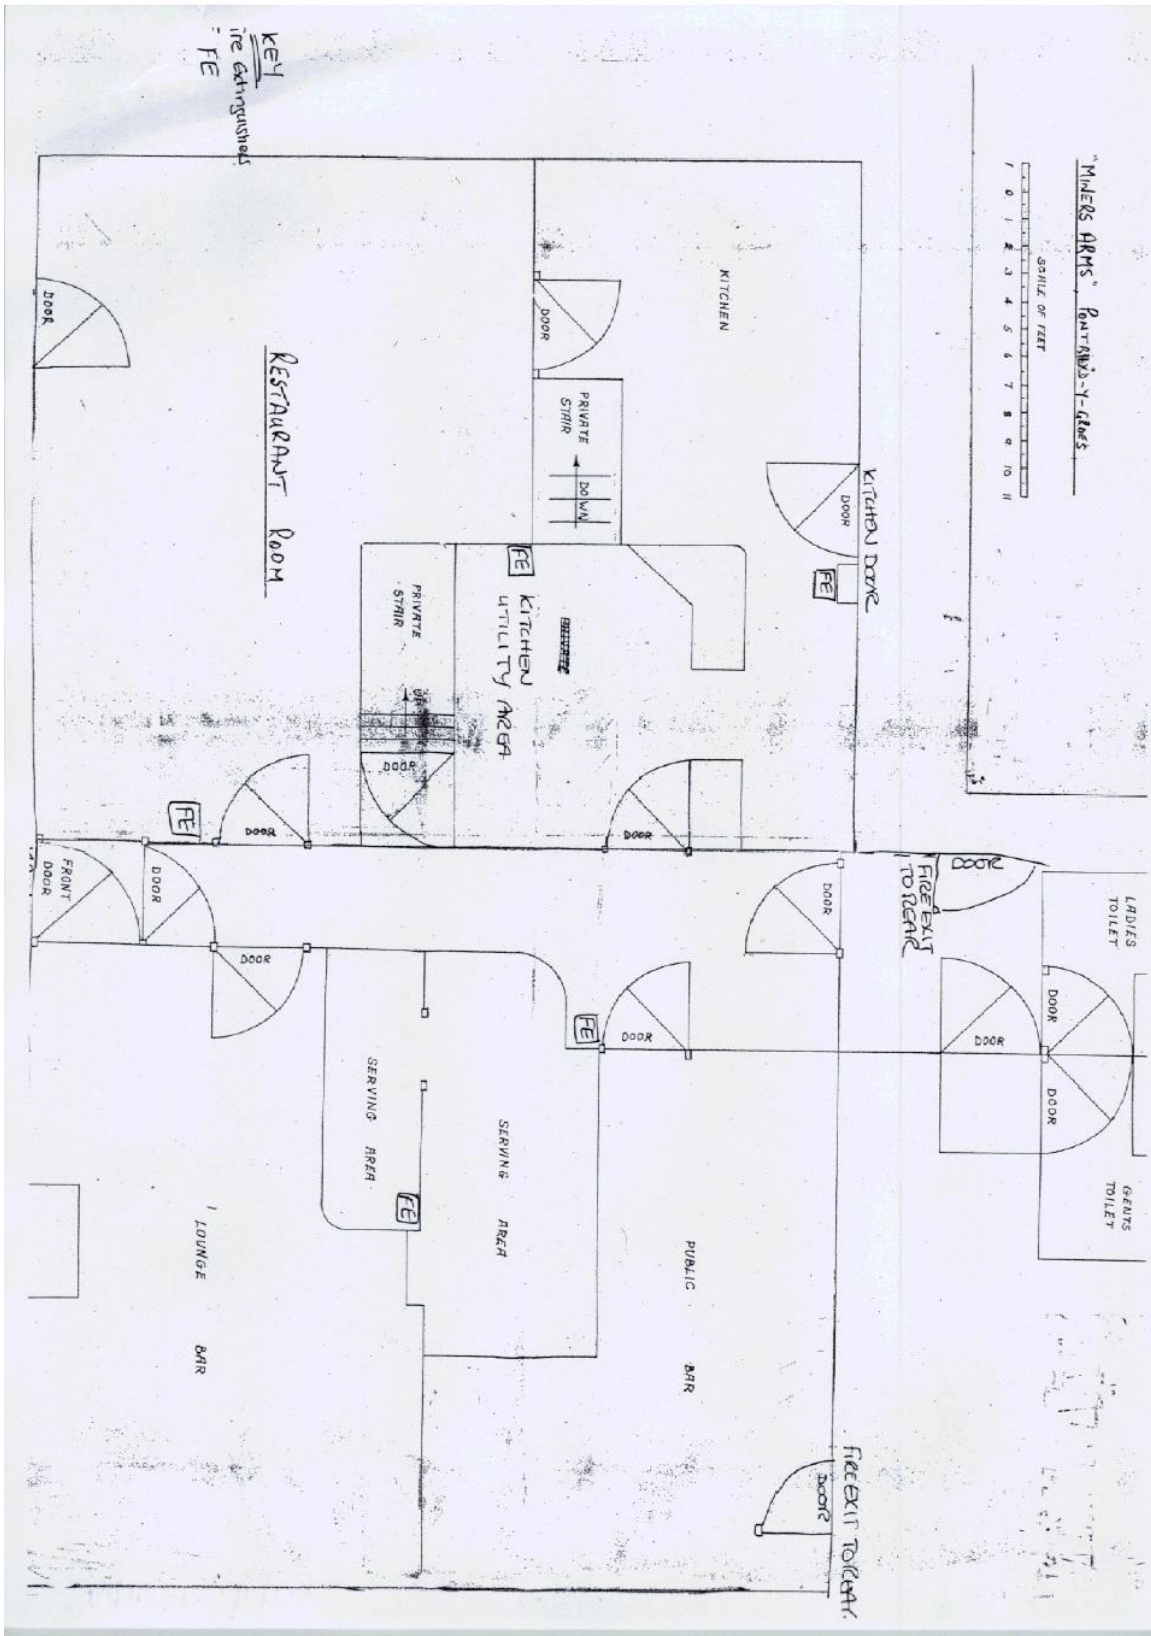 "MINERS ARMS"
SCALE OF FEET
1 0 1 2 3 4 5 6 7 8 9 10 11
KEY
ire Extinguishers
: FE
KITCHEN
DOOR
PRIVATE
STAIR
DOWN
KITCHEN DOOR
DOOR
FE
DOOR
RESTAURANT ROOM
FE
KITCHEN
UTILITY AREA
PRIVATE
STAIR
UP
DOOR
DOOR
DOOR
FE
FRONT
DOOR
DOOR
DOOR
DOOR
FIRE EXIT
TO REAR
DOOR
LADIES
TOILET
DOOR
DOOR
DOOR
GENTS
TOILET
DOOR
FE
SERVING
AREA
FE
SERVING
AREA
LOUNGE
BAR
PUBLIC
BAR
FIRE EXIT TO REAR.
DOOR